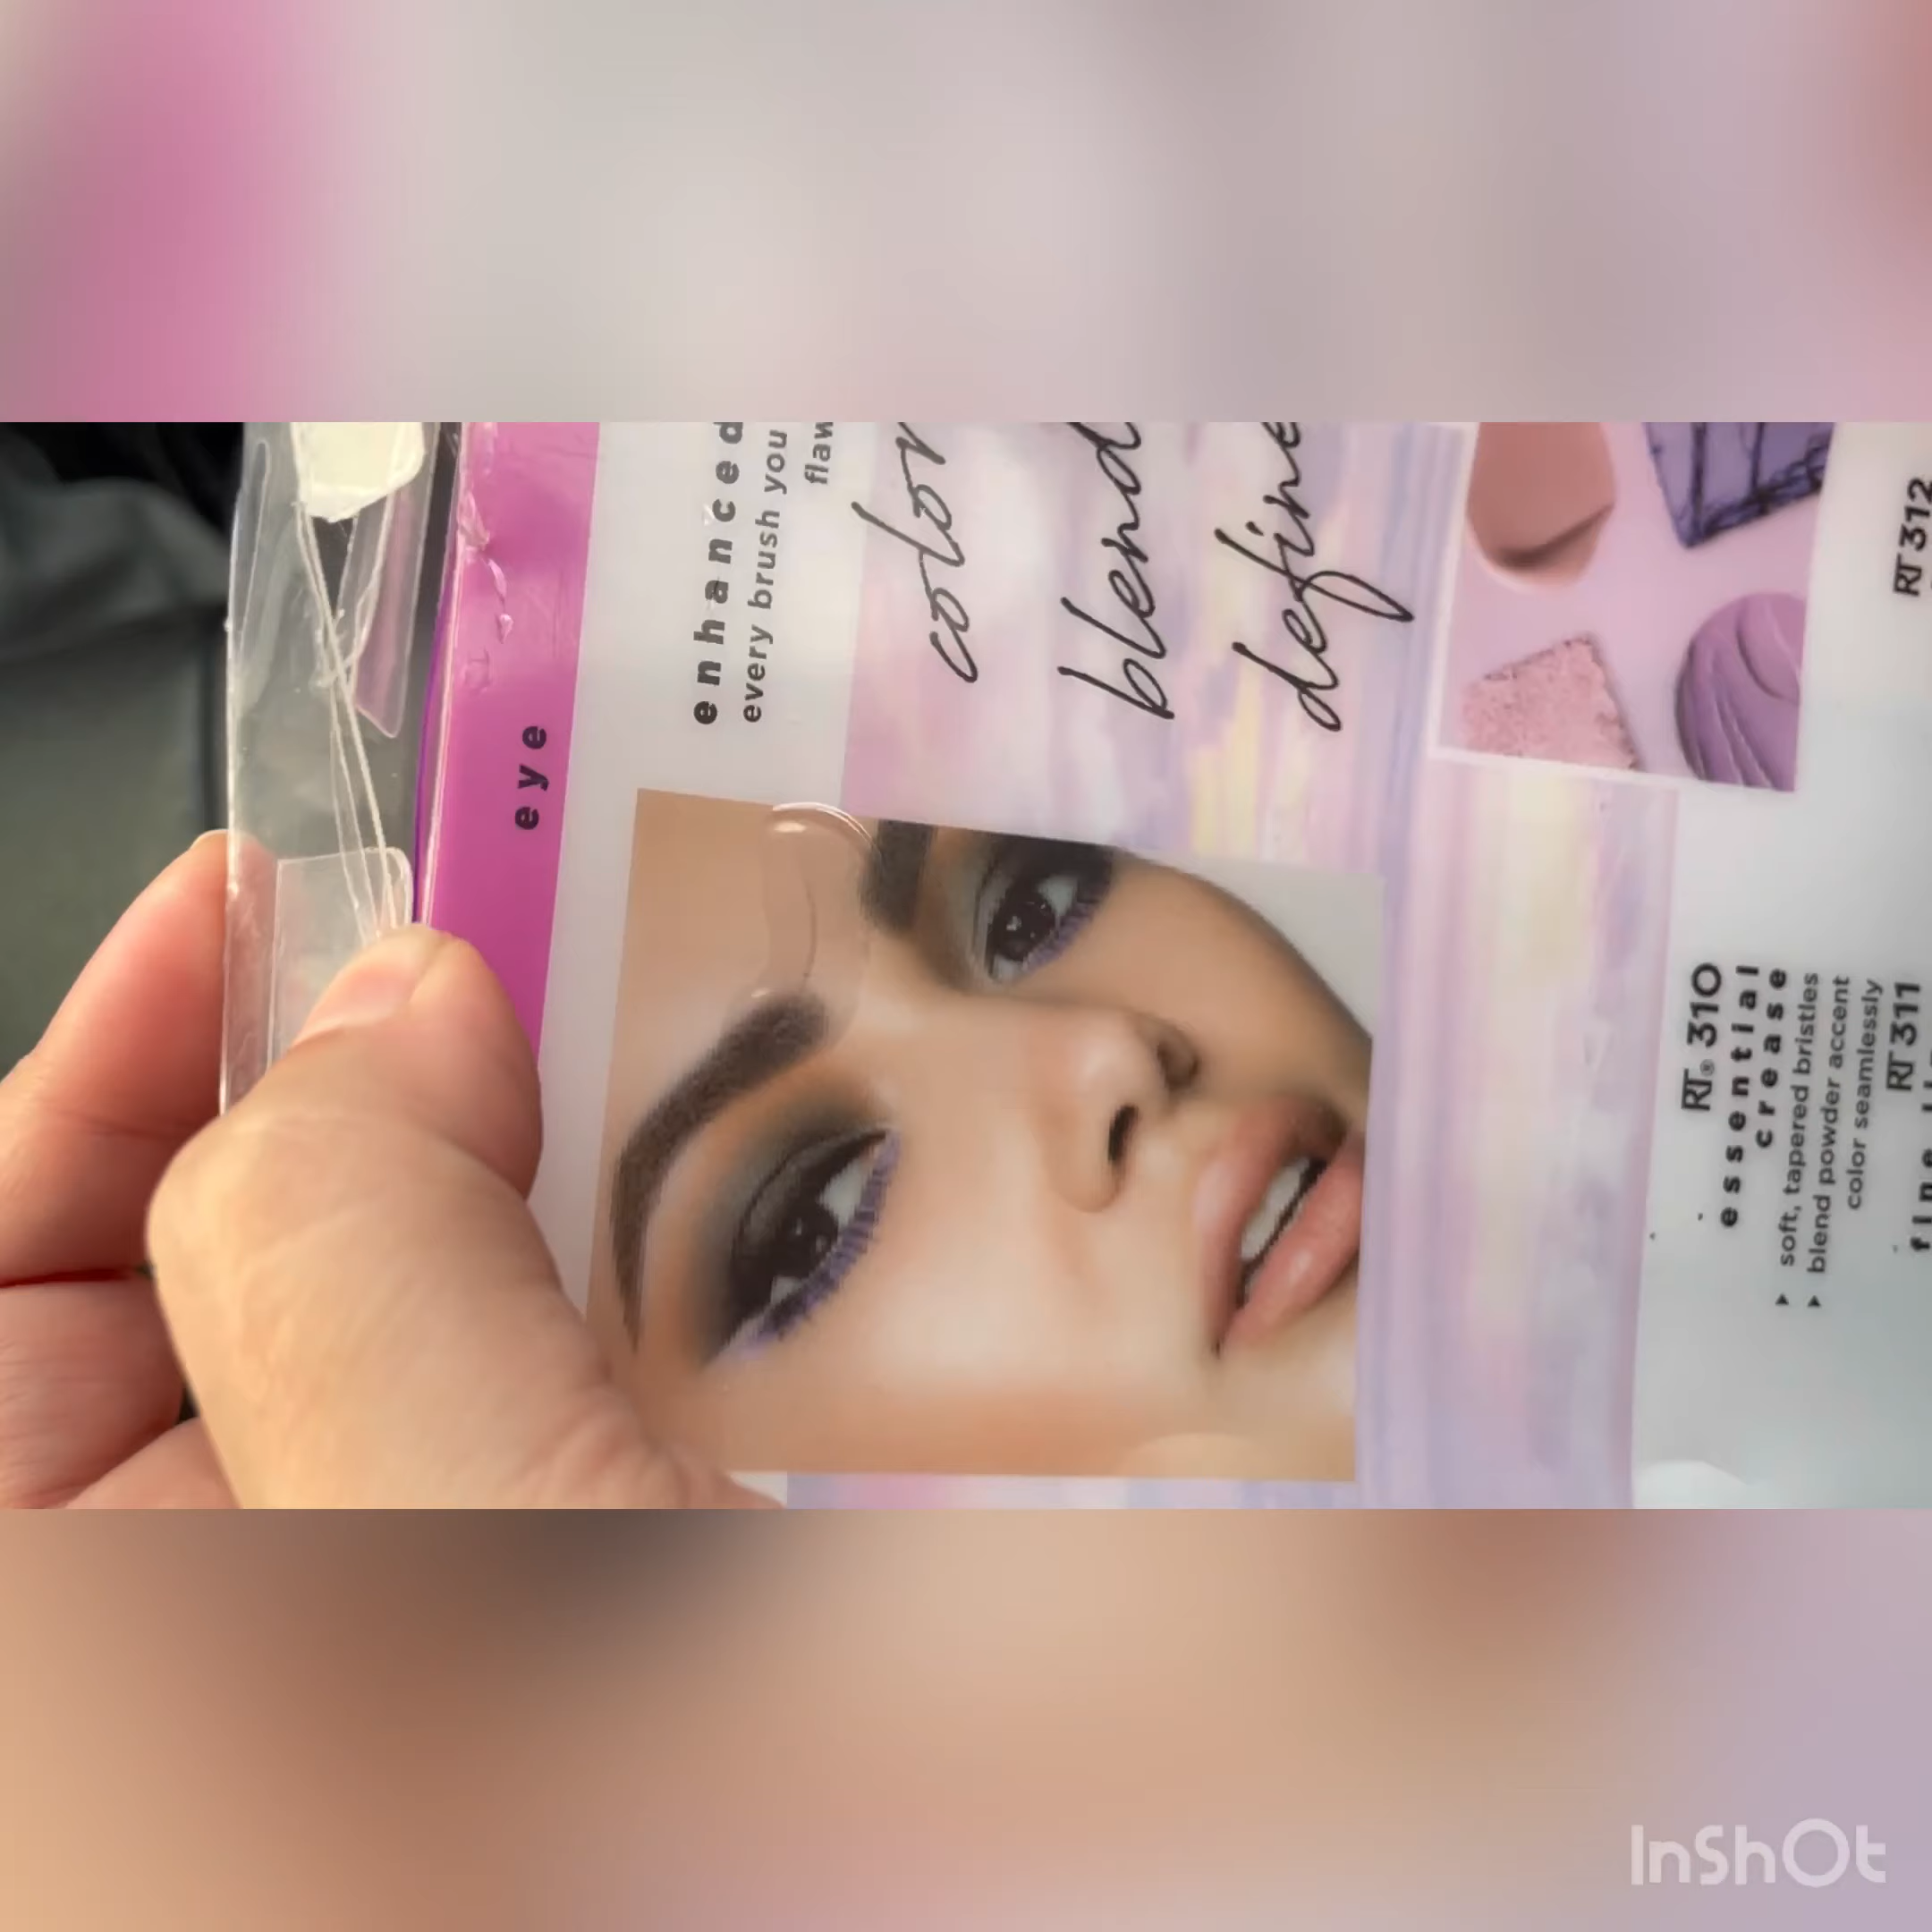 eye
enhanced
every brush you
flaw
color
blend
define
RT® 310
essential
crease
▸ soft, tapered bristles
▸ blend powder accent
color seamlessly
RT 311
RT 312
InShOt